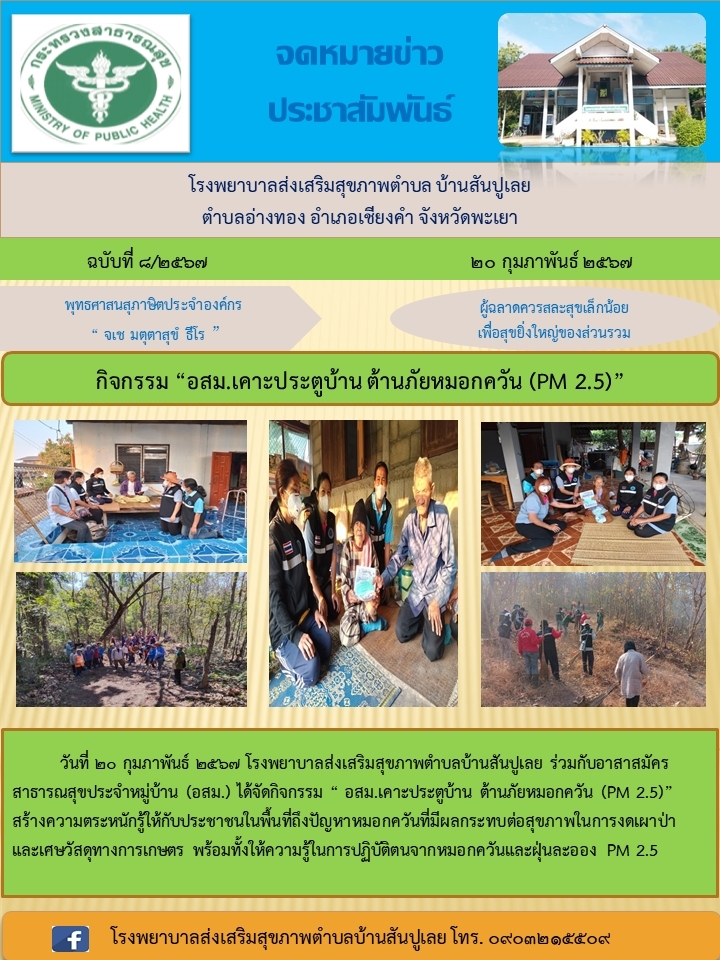 กระทรวงสาธารณสุข
MINISTRY OF PUBLIC HEALTH
จดหมายข่าว
ประชาสัมพันธ์
โรงพยาบาลส่งเสริมสุขภาพตำบล บ้านสันปูเลย
ตำบลอ่างทอง อำเภอเชียงคำ จังหวัดพะเยา
ฉบับที่ ๘/๒๕๖๗
๒๐ กุมภาพันธ์ ๒๕๖๗
พุทธศาสนสุภาษิตประจำองค์กร
“ จเช มตฺตาสุขํ ธีโร ”
ผู้ฉลาดควรสละสุขเล็กน้อย
เพื่อสุขยิ่งใหญ่ของส่วนรวม
กิจกรรม “อสม.เคาะประตูบ้าน ต้านภัยหมอกควัน (PM 2.5)”
วันที่ ๒๐ กุมภาพันธ์ ๒๕๖๗ โรงพยาบาลส่งเสริมสุขภาพตำบลบ้านสันปูเลย ร่วมกับอาสาสมัคร
สาธารณสุขประจำหมู่บ้าน (อสม.) ได้จัดกิจกรรม “ อสม.เคาะประตูบ้าน ต้านภัยหมอกควัน (PM 2.5)”
สร้างความตระหนักรู้ให้กับประชาชนในพื้นที่ถึงปัญหาหมอกควันที่มีผลกระทบต่อสุขภาพในการงดเผาป่า
และเศษวัสดุทางการเกษตร พร้อมทั้งให้ความรู้ในการปฏิบัติตนจากหมอกควันและฝุ่นละออง PM 2.5
โรงพยาบาลส่งเสริมสุขภาพตำบลบ้านสันปูเลย โทร. ๐๙๐๓๒๑๕๕๐๙